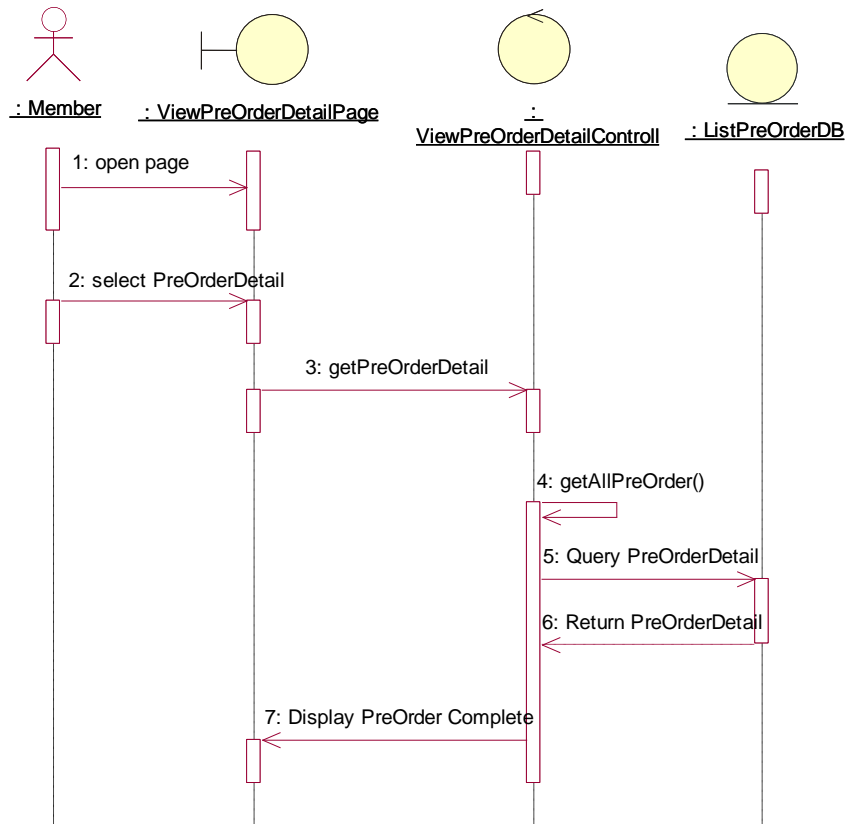 : Member
: ViewPreOrderDetailPage
:
ViewPreOrderDetailControll
: ListPreOrderDB
1: open page
2: select PreOrderDetail
3: getPreOrderDetail
4: getAllPreOrder()
5: Query PreOrderDetail
6: Return PreOrderDetail
7: Display PreOrder Complete